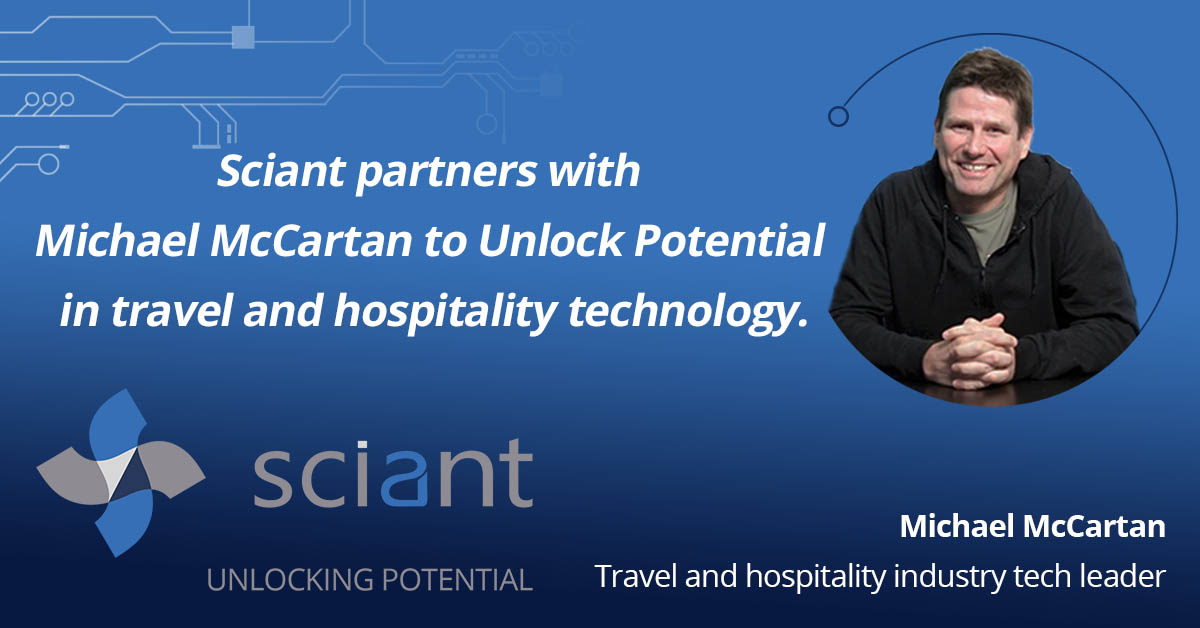 Sciant partners with
Michael McCartan to Unlock Potential
in travel and hospitality technology.
sciant
UNLOCKING POTENTIAL
Michael McCartan
Travel and hospitality industry tech leader